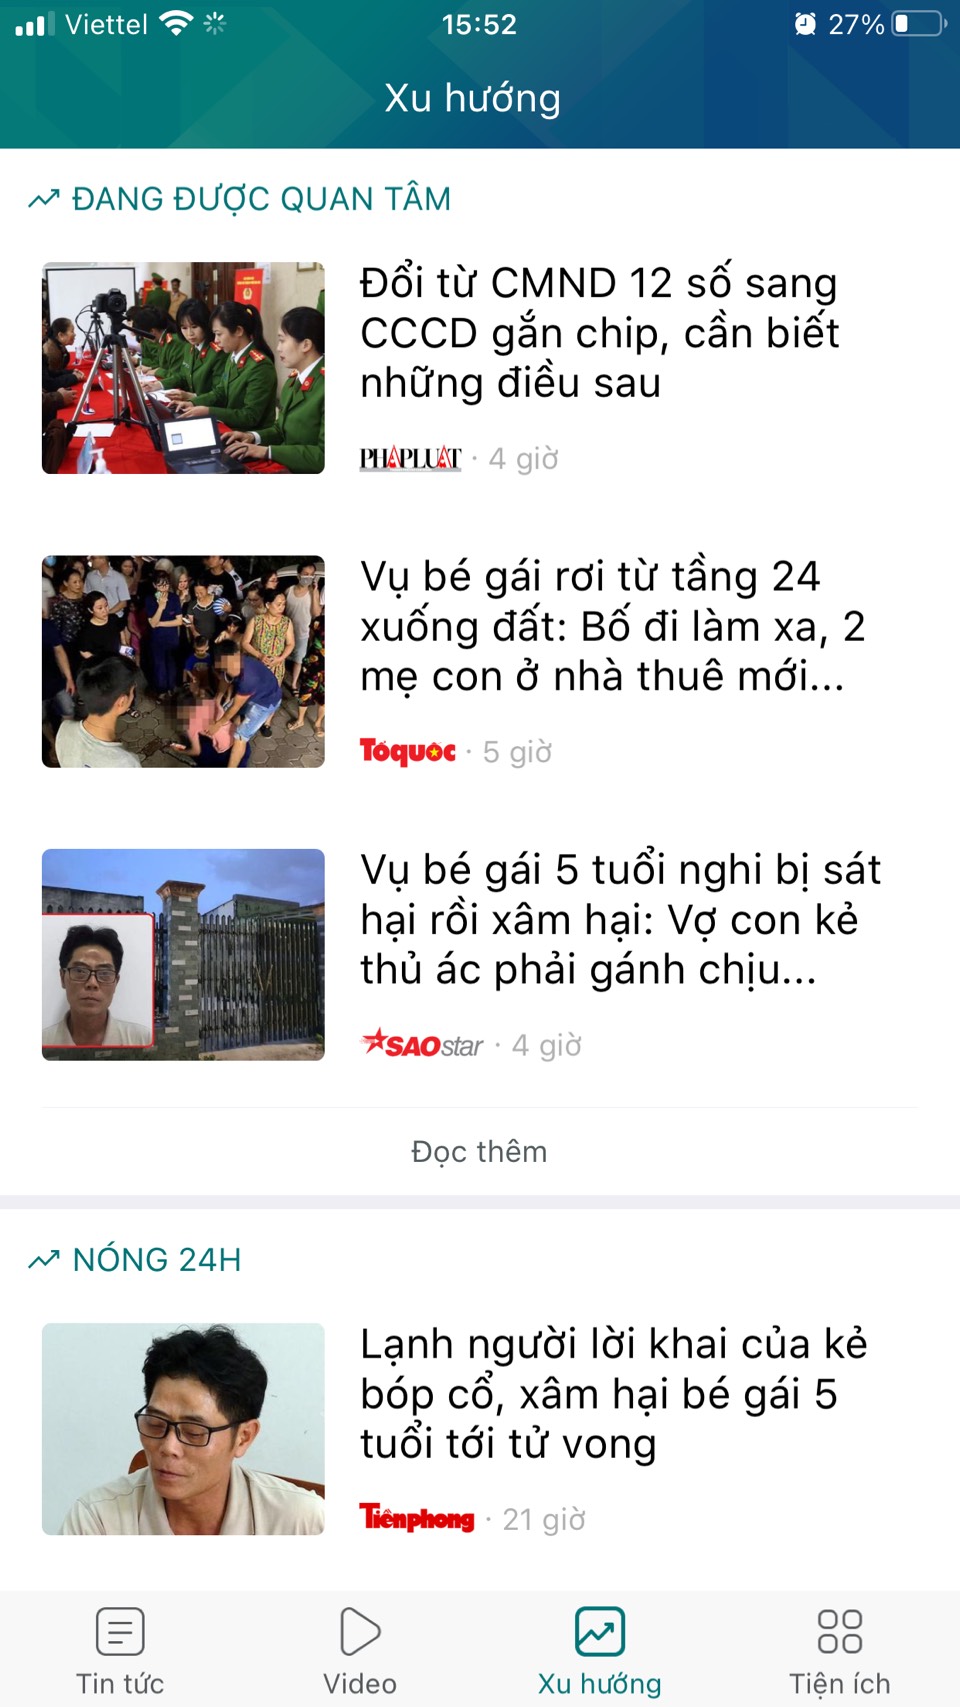 Viettel 15:52 27%
Xu hướng
ĐANG ĐƯỢC QUAN TÂM
Đổi từ CMND 12 số sang
CCCD gắn chip, cần biết
những điều sau
PHÁPLUẬT · 4 giờ
Vụ bé gái rơi từ tầng 24
xuống đất: Bố đi làm xa, 2
mẹ con ở nhà thuê mới...
Tổquốc · 5 giờ
Vụ bé gái 5 tuổi nghi bị sát
hại rồi xâm hại: Vợ con kẻ
thủ ác phải gánh chịu...
SAOstar · 4 giờ
Đọc thêm
NÓNG 24H
Lạnh người lời khai của kẻ
bóp cổ, xâm hại bé gái 5
tuổi tới tử vong
Tiềnphong · 21 giờ
Tin tức Video Xu hướng Tiện ích